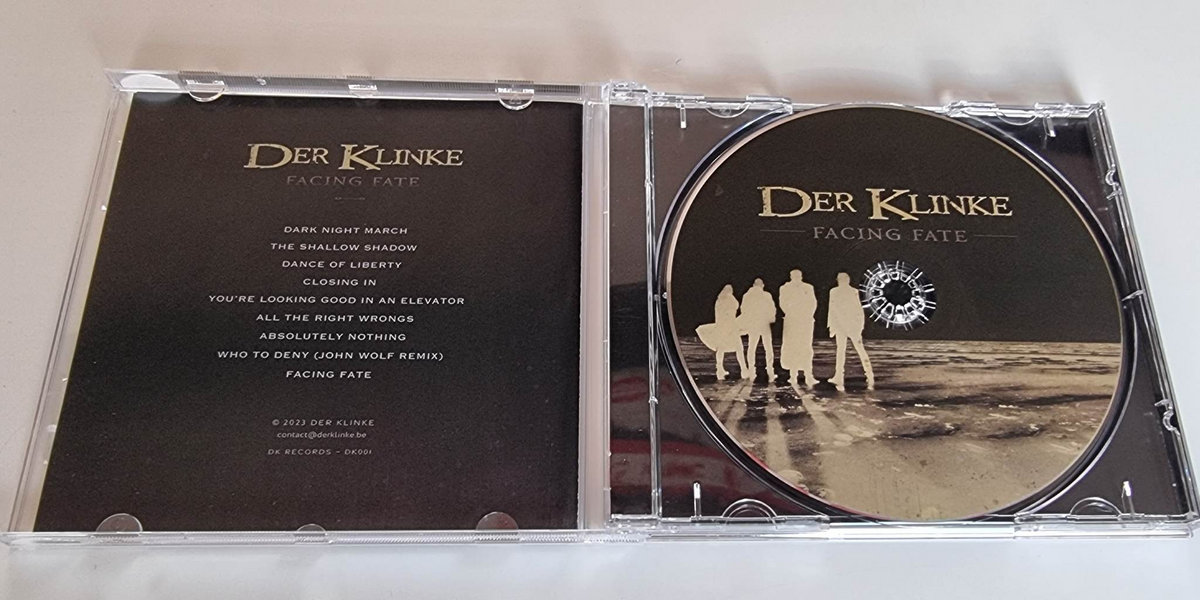 DER KLINKE
FACING FATE
DARK NIGHT MARCH
THE SHALLOW SHADOW
DANCE OF LIBERTY
CLOSING IN
YOU'RE LOOKING GOOD IN AN ELEVATOR
ALL THE RIGHT WRONGS
ABSOLUTELY NOTHING
WHO TO DENY (JOHN WOLF REMIX)
FACING FATE
© 2023 DER KLINKE
contact@derklinke.be
DK RECORDS – DK001
DER KLINKE
FACING FATE